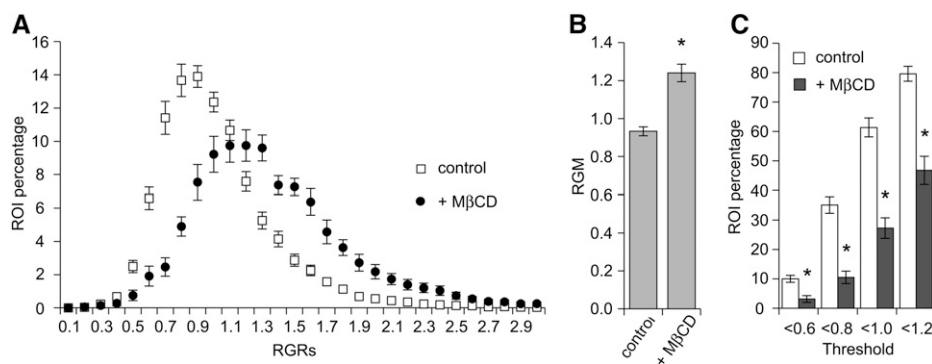 A
16
14
12
10
8
6
4
2
0
ROI percentage
0.1 0.3 0.5 0.7 0.9 1.1 1.3 1.5 1.7 1.9 2.1 2.3 2.5 2.7 2.9
RGRs
control
+ MβCD
B
1.4
1.2
1.0
0.8
0.6
0.4
0.2
0.0
RGM
*
control
+ MβCD
C
90
80
70
60
50
40
30
20
10
0
ROI percentage
control
+ MβCD
* * * *
<0.6 <0.8 <1.0 <1.2
Threshold